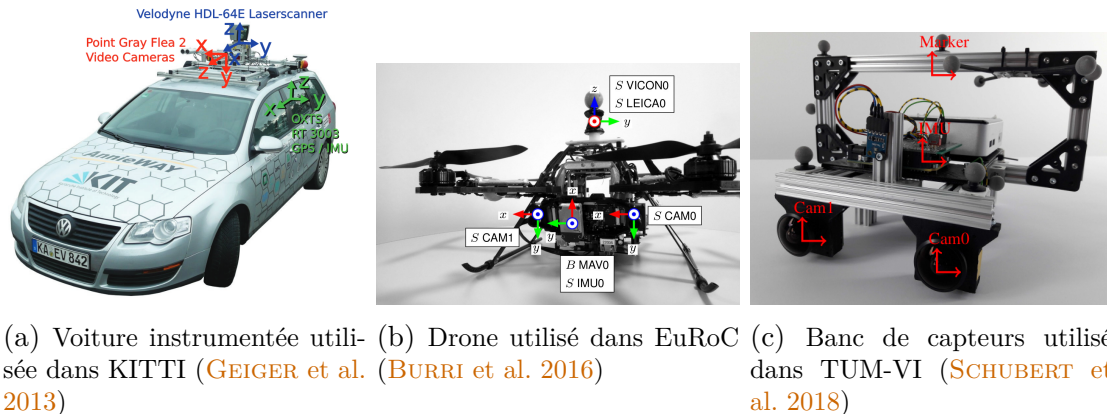 Velodyne HDL-64E Laserscanner
Point Gray Flea 2
Video Cameras
z
y
x
x
z
y
z
x
y
OXTS
RT 3003
GPS / IMU
AnnieWAY
KIT
KA EV 842
S VICON0
S LEICA0
z
y
x
x
x
S CAM0
S CAM1
y
y
y
B MAV0
S IMU0
Marker
IMU
Cam1
Cam0
(a) Voiture instrumentée utili-
sée dans KITTI (GEIGER et al.
2013)
(b) Drone utilisé dans EuRoC
(BURRI et al. 2016)
(c) Banc de capteurs utilisé
dans TUM-VI (SCHUBERT et
al. 2018)